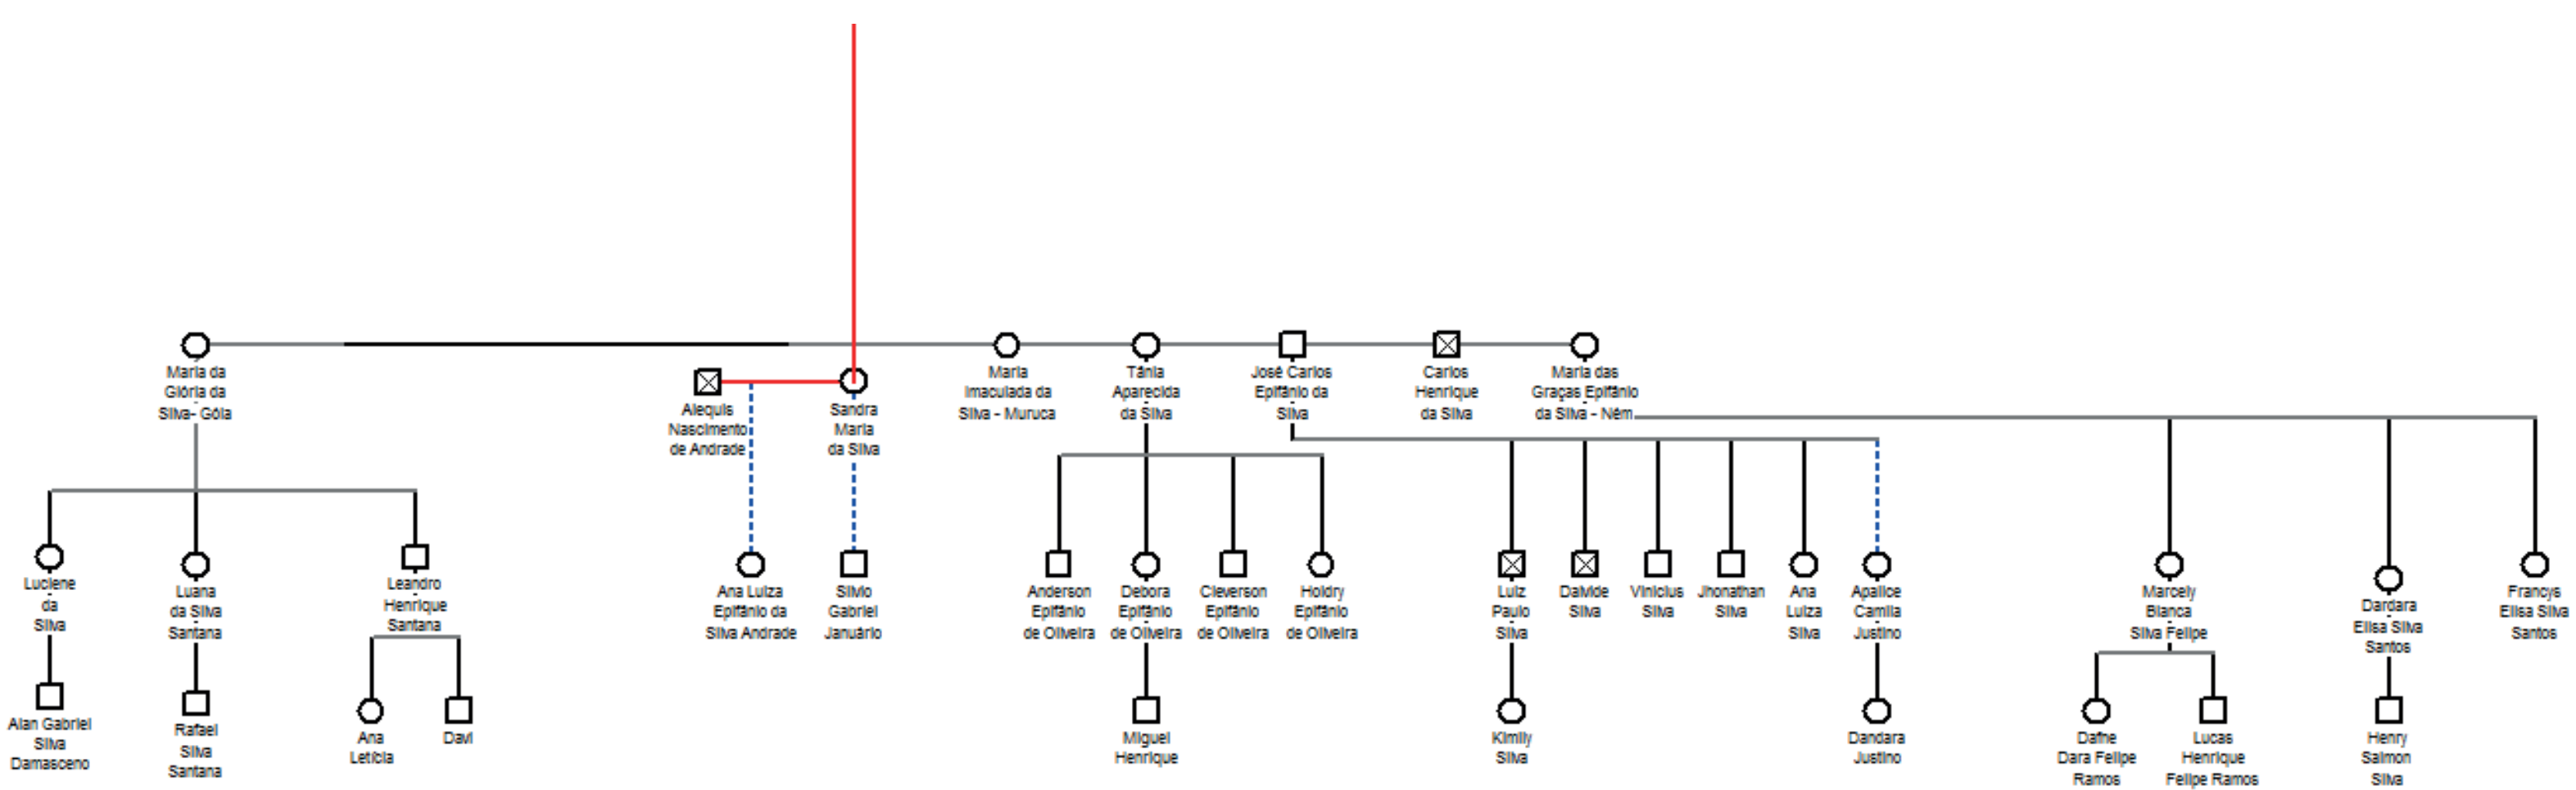 Maria da
Glória da
Silva- Góia
Alequis
Nascimento
de Andrade
Sandra
Maria
da Silva
Maria
Imaculada da
Silva - Muruca
Tânia
Aparecida
da Silva
José Carlos
Epifânio da
Silva
Carlos
Henrique
da Silva
Maria das
Graças Epifânio
da Silva - Ném
Luciene
da
Silva
Luana
da Silva
Santana
Leandro
Henrique
Santana
Ana Luiza
Epifânio da
Silva Andrade
Silvio
Gabriel
Januário
Anderson
Epifânio
de Oliveira
Debora
Epifânio
de Oliveira
Cleverson
Epifânio
de Oliveira
Holdry
Epifânio
de Oliveira
Luiz
Paulo
Silva
Daivide
Silva
Vinicius
Silva
Jhonathan
Silva
Ana
Luiza
Silva
Apalice
Camila
Justino
Marcely
Bianca
Silva Felipe
Dardara
Elisa Silva
Santos
Francys
Elisa Silva
Santos
Alan Gabriel
Silva
Damasceno
Rafael
Silva
Santana
Ana
Letícia
Davi
Miguel
Henrique
Kimily
Silva
Dandara
Justino
Dafne
Dara Felipe
Ramos
Lucas
Henrique
Felipe Ramos
Henry
Salmon
Silva